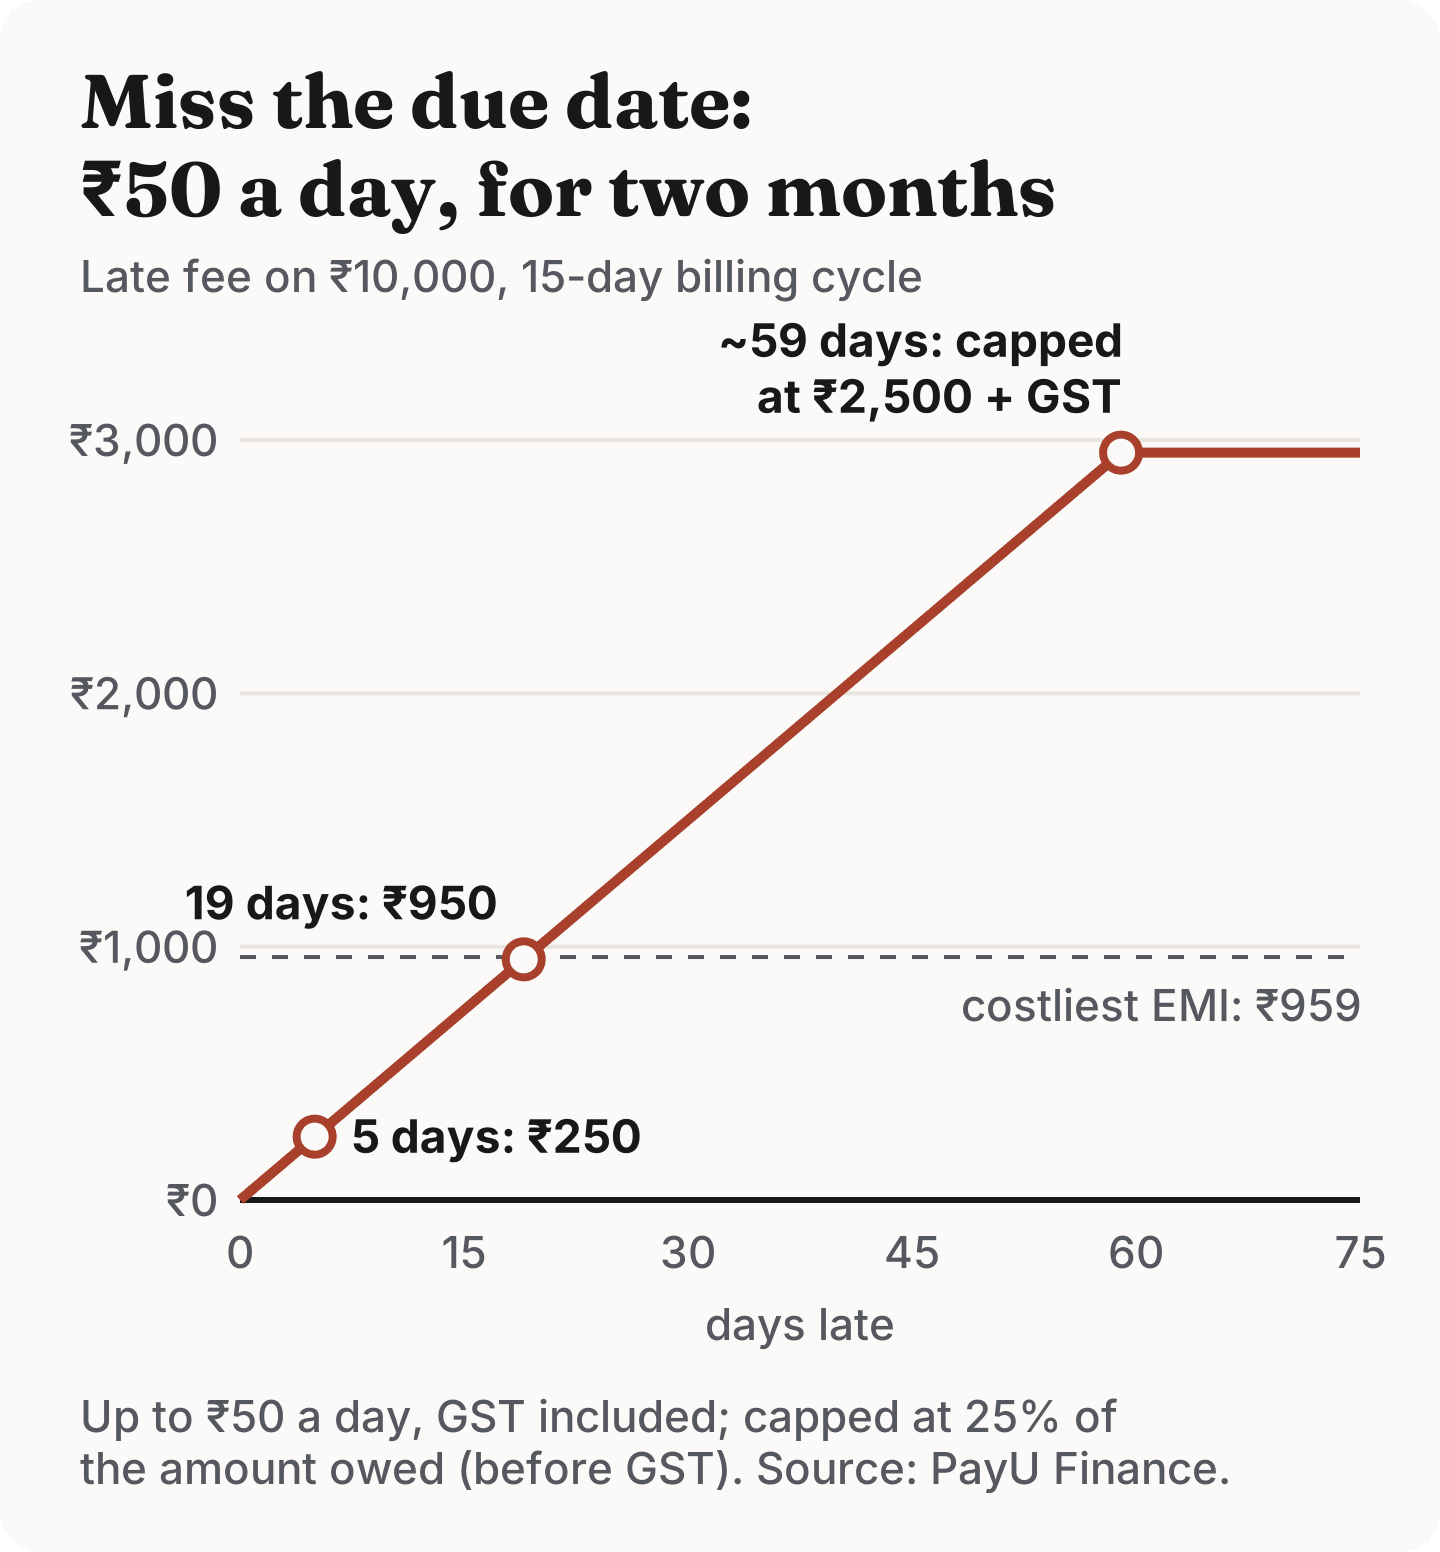 Miss the due date:
₹50 a day, for two months
Late fee on ₹10,000, 15-day billing cycle
~59 days: capped
at ₹2,500 + GST
₹3,000
₹2,000
19 days: ₹950
₹1,000
costliest EMI: ₹959
5 days: ₹250
₹0
0 15 30 45 60 75
days late
Up to ₹50 a day, GST included; capped at 25% of
the amount owed (before GST). Source: PayU Finance.